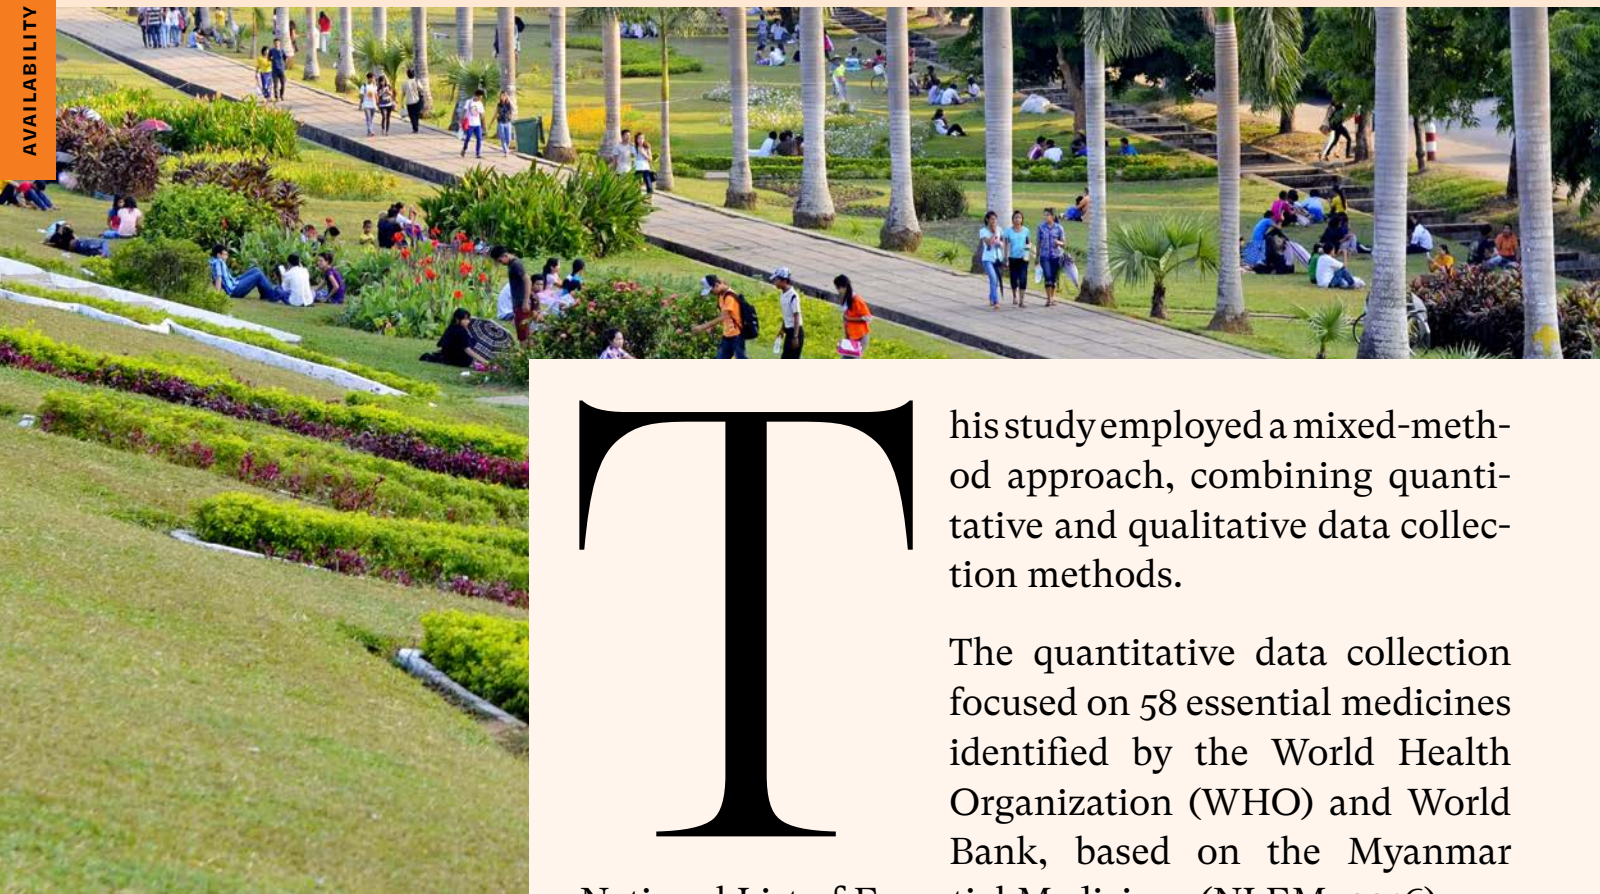 AVAILABILITY
This study employed a mixed-meth-
od approach, combining quanti-
tative and qualitative data collec-
tion methods.
The quantitative data collection
focused on 58 essential medicines
identified by the World Health
Organization (WHO) and World
Bank, based on the Myanmar